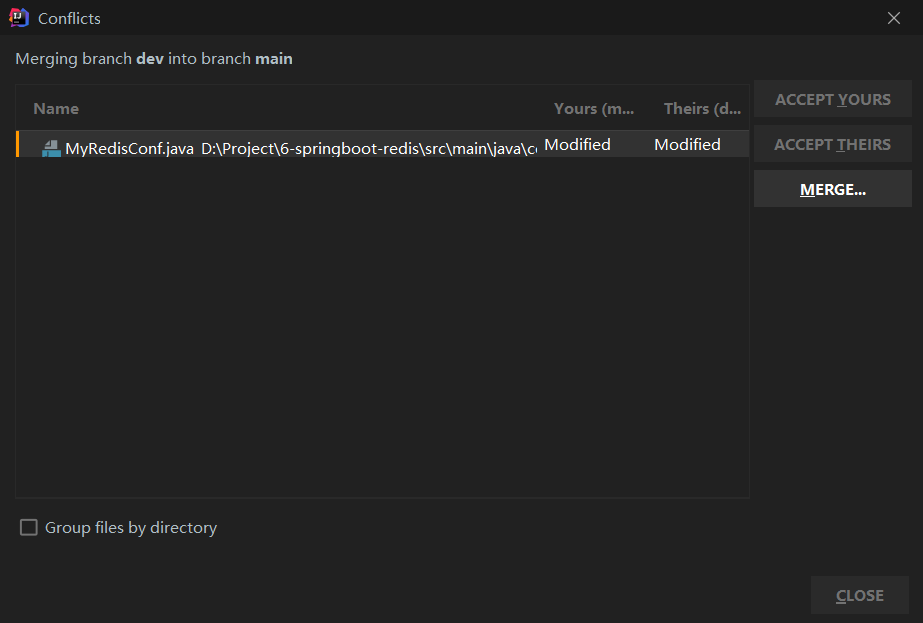 Conflicts
Merging branch dev into branch main
Name Yours (m... Theirs (d...
MyRedisConf.java D:\Project\6-springboot-redis\src\main\java\c Modified Modified
ACCEPT YOURS
ACCEPT THEIRS
MERGE...
Group files by directory
CLOSE